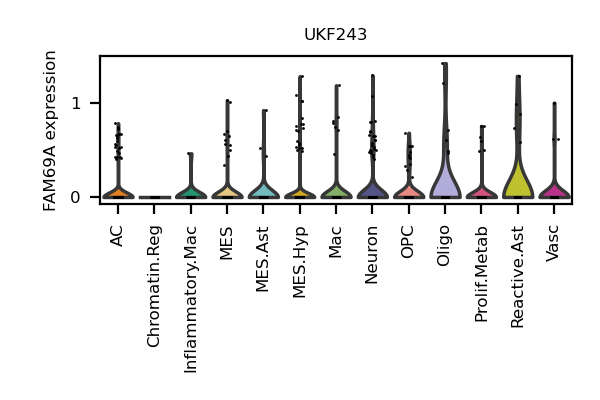 UKF243
FAM69A expression
1
0
AC
Chromatin.Reg
Inflammatory.Mac
MES
MES.Ast
MES.Hyp
Mac
Neuron
OPC
Oligo
Prolif.Metab
Reactive.Ast
Vasc